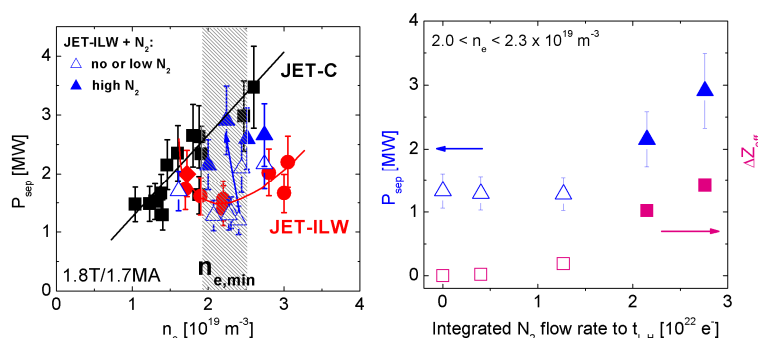 JET-ILW + N2:
no or low N2
high N2
JET-C
JET-ILW
ne,min
1.8T/1.7MA
Psep [MW]
0 1 2 3 4
0
1
2
3
4
ne [10^19 m^-3]
2.0 < ne < 2.3 x 10^19 m^-3
Psep [MW]
ΔZeff
0
1
2
3
4
0 1 2 3
Integrated N2 flow rate to tL-H [10^22 e^-]